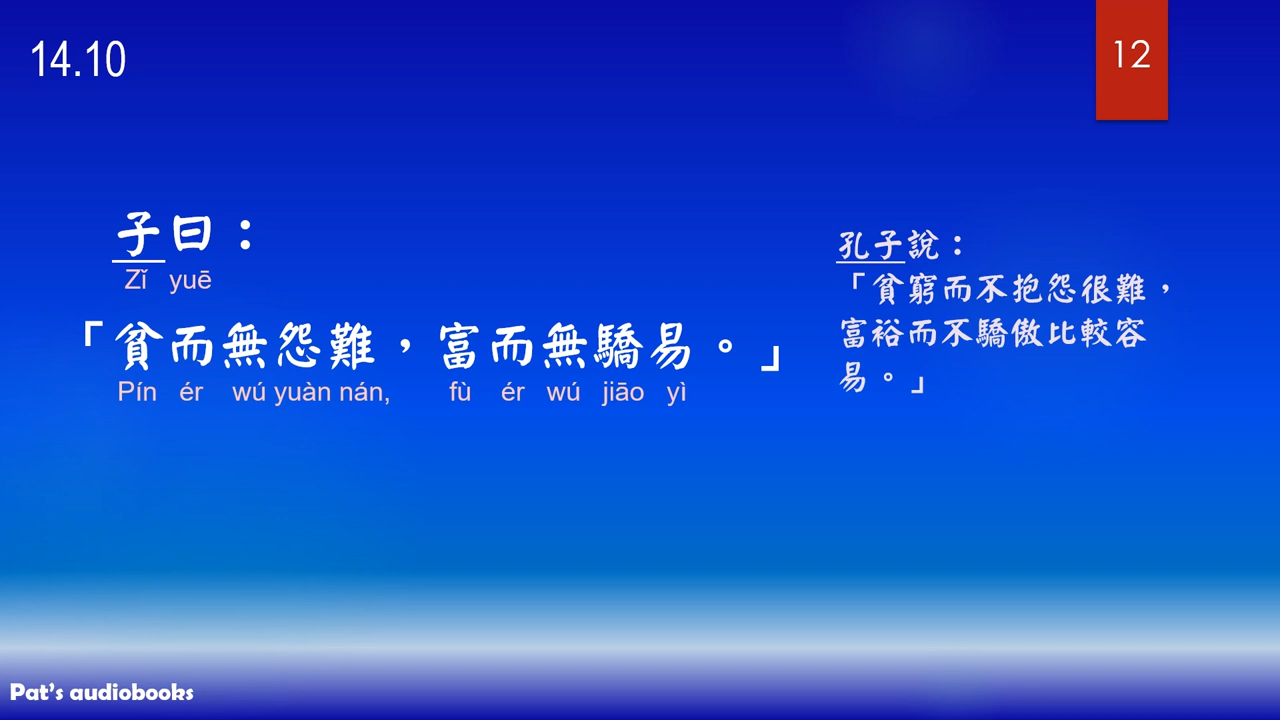 14.10
12
子曰：
Zǐ yuē
「貧而無怨難，富而無驕易。」
Pín ér wú yuàn nán, fù ér wú jiāo yì
孔子說：
「貧窮而不抱怨很難，
富裕而不驕傲比較容
易。」
Pat's audiobooks